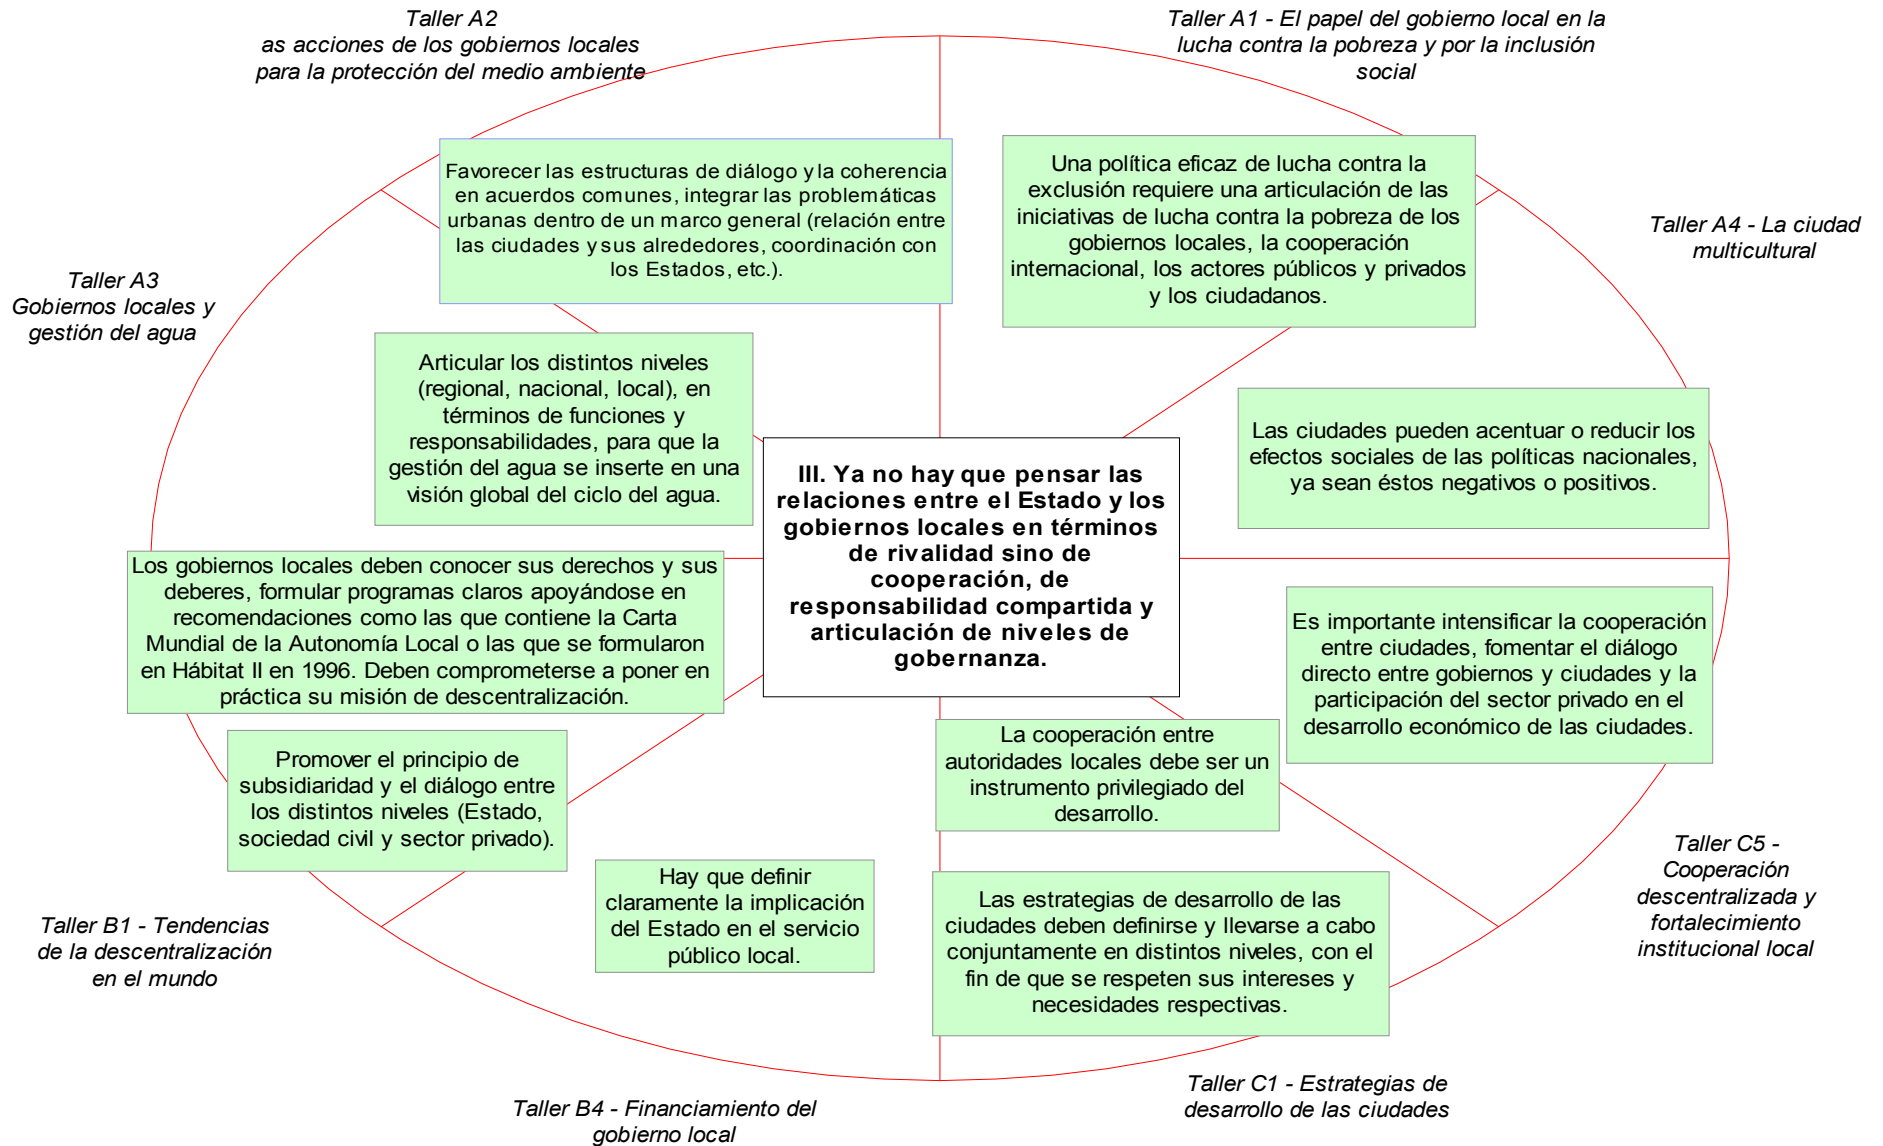 Taller A2
as acciones de los gobiernos locales
para la protección del medio ambiente
Taller A1 - El papel del gobierno local en la
lucha contra la pobreza y por la inclusión
social
Favorecer las estructuras de diálogo y la coherencia
en acuerdos comunes, integrar las problemáticas
urbanas dentro de un marco general (relación entre
las ciudades y sus alrededores, coordinación con
los Estados, etc.).
Una política eficaz de lucha contra la
exclusión requiere una articulación de las
iniciativas de lucha contra la pobreza de los
gobiernos locales, la cooperación
internacional, los actores públicos y privados
y los ciudadanos.
Taller A4 - La ciudad
multicultural
Taller A3
Gobiernos locales y
gestión del agua
Articular los distintos niveles
(regional, nacional, local), en
términos de funciones y
responsabilidades, para que la
gestión del agua se inserte en una
visión global del ciclo del agua.
Las ciudades pueden acentuar o reducir los
efectos sociales de las políticas nacionales,
ya sean éstos negativos o positivos.
III. Ya no hay que pensar las
relaciones entre el Estado y los
gobiernos locales en términos
de rivalidad sino de
cooperación, de
responsabilidad compartida y
articulación de niveles de
gobernanza.
Los gobiernos locales deben conocer sus derechos y sus
deberes, formular programas claros apoyándose en
recomendaciones como las que contiene la Carta
Mundial de la Autonomía Local o las que se formularon
en Hábitat II en 1996. Deben comprometerse a poner en
práctica su misión de descentralización.
Es importante intensificar la cooperación
entre ciudades, fomentar el diálogo
directo entre gobiernos y ciudades y la
participación del sector privado en el
desarrollo económico de las ciudades.
Promover el principio de
subsidiaridad y el diálogo entre
los distintos niveles (Estado,
sociedad civil y sector privado).
La cooperación entre
autoridades locales debe ser un
instrumento privilegiado del
desarrollo.
Hay que definir
claramente la implicación
del Estado en el servicio
público local.
Las estrategias de desarrollo de las
ciudades deben definirse y llevarse a cabo
conjuntamente en distintos niveles, con el
fin de que se respeten sus intereses y
necesidades respectivas.
Taller C5 -
Cooperación
descentralizada y
fortalecimiento
institucional local
Taller B1 - Tendencias
de la descentralización
en el mundo
Taller B4 - Financiamiento del
gobierno local
Taller C1 - Estrategias de
desarrollo de las ciudades